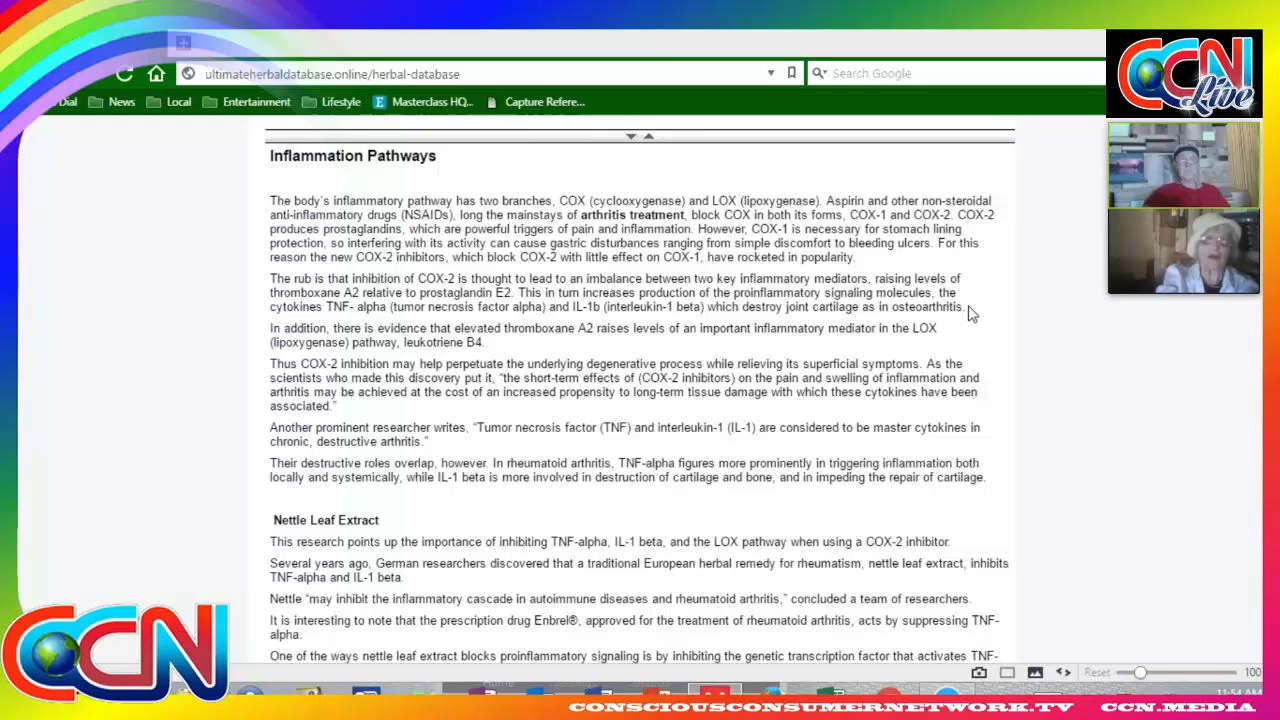 CCN
Live
ultimateherbaldatabase.online/herbal-database
Search Google
Dial
News
Local
Entertainment
Lifestyle
Masterclass HQ...
Capture Refere...
Inflammation Pathways
The body's inflammatory pathway has two branches, COX (cyclooxygenase) and LOX (lipoxygenase). Aspirin and other non-steroidal
anti-inflammatory drugs (NSAIDs), long the mainstays of arthritis treatment, block COX in both its forms, COX-1 and COX-2. COX-2
produces prostaglandins, which are powerful triggers of pain and inflammation. However, COX-1 is necessary for stomach lining
protection, so interfering with its activity can cause gastric disturbances ranging from simple discomfort to bleeding ulcers. For this
reason the new COX-2 inhibitors, which block COX-2 with little effect on COX-1, have rocketed in popularity.
The rub is that inhibition of COX-2 is thought to lead to an imbalance between two key inflammatory mediators, raising levels of
thromboxane A2 relative to prostaglandin E2. This in turn increases production of the proinflammatory signaling molecules, the
cytokines TNF- alpha (tumor necrosis factor alpha) and IL-1b (interleukin-1 beta) which destroy joint cartilage as in osteoarthritis.
In addition, there is evidence that elevated thromboxane A2 raises levels of an important inflammatory mediator in the LOX
(lipoxygenase) pathway, leukotriene B4.
Thus COX-2 inhibition may help perpetuate the underlying degenerative process while relieving its superficial symptoms. As the
scientists who made this discovery put it, "the short-term effects of (COX-2 inhibitors) on the pain and swelling of inflammation and
arthritis may be achieved at the cost of an increased propensity to long-term tissue damage with which these cytokines have been
associated."
Another prominent researcher writes, "Tumor necrosis factor (TNF) and interleukin-1 (IL-1) are considered to be master cytokines in
chronic, destructive arthritis."
Their destructive roles overlap, however. In rheumatoid arthritis, TNF-alpha figures more prominently in triggering inflammation both
locally and systemically, while IL-1 beta is more involved in destruction of cartilage and bone, and in impeding the repair of cartilage.
Nettle Leaf Extract
This research points up the importance of inhibiting TNF-alpha, IL-1 beta, and the LOX pathway when using a COX-2 inhibitor.
Several years ago, German researchers discovered that a traditional European herbal remedy for rheumatism, nettle leaf extract, inhibits
TNF-alpha and IL-1 beta.
Nettle "may inhibit the inflammatory cascade in autoimmune diseases and rheumatoid arthritis," concluded a team of researchers.
It is interesting to note that the prescription drug Enbrel®, approved for the treatment of rheumatoid arthritis, acts by suppressing TNF-
alpha.
One of the ways nettle leaf extract blocks proinflammatory signaling is by inhibiting the genetic transcription factor that activates TNF-
Reset
100
11:54 AM
CCN
CONSCIOUSCONSUMERNETWORK.TV CCN.MEDIA